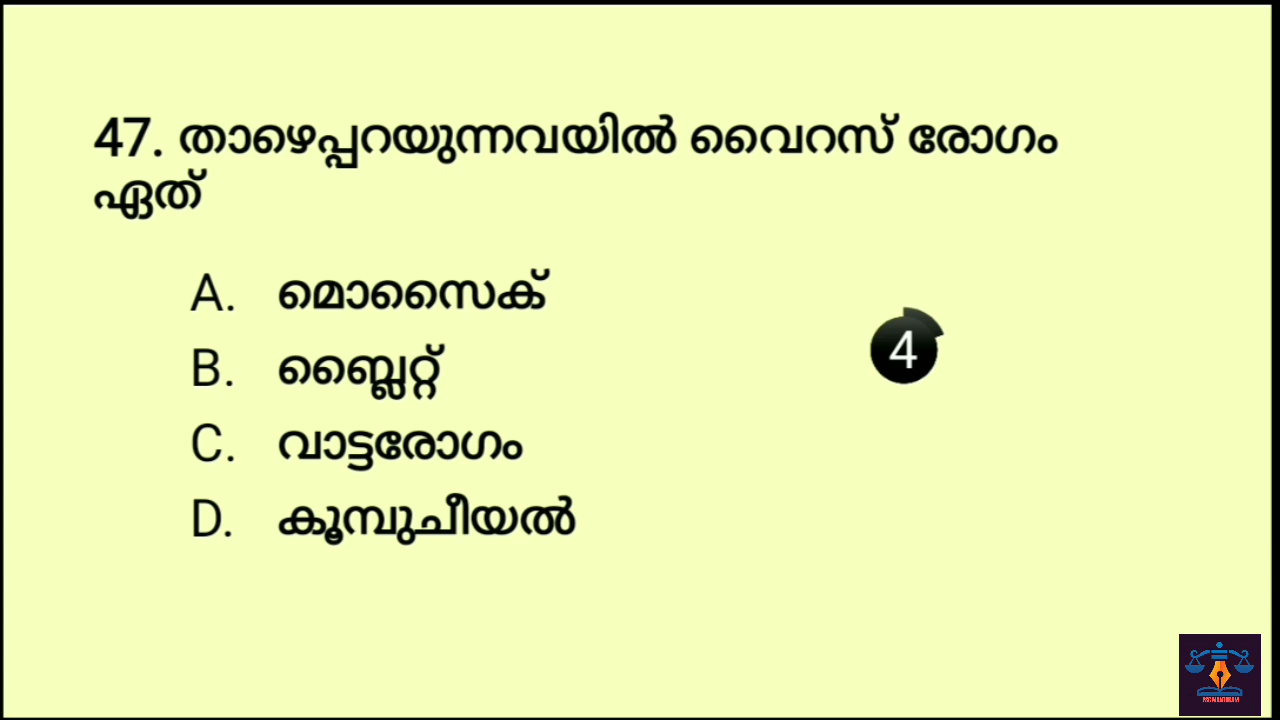 47. താഴെപ്പറയുന്നവയിൽ വൈറസ് രോഗം
ഏത്
A. മൊസൈക്
B. ബ്ലൈറ്റ്
4
C. വാട്ടരോഗം
D. കൂമ്പുചീയൽ